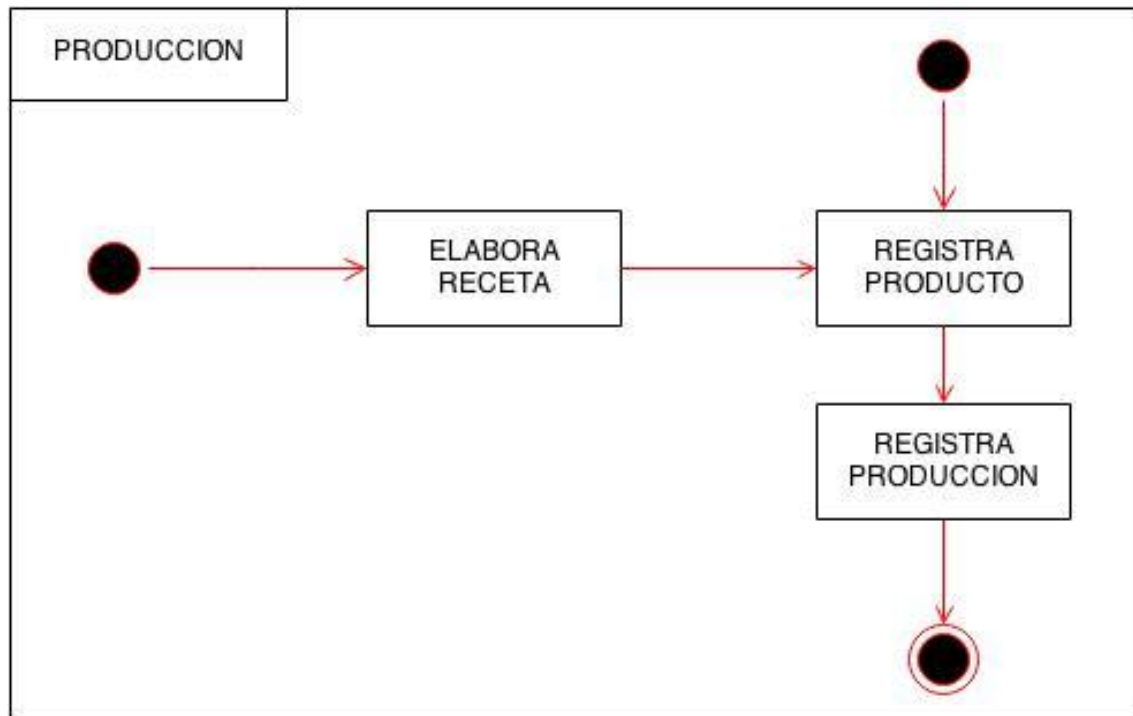 PRODUCCION
ELABORA
RECETA
REGISTRA
PRODUCTO
REGISTRA
PRODUCCION